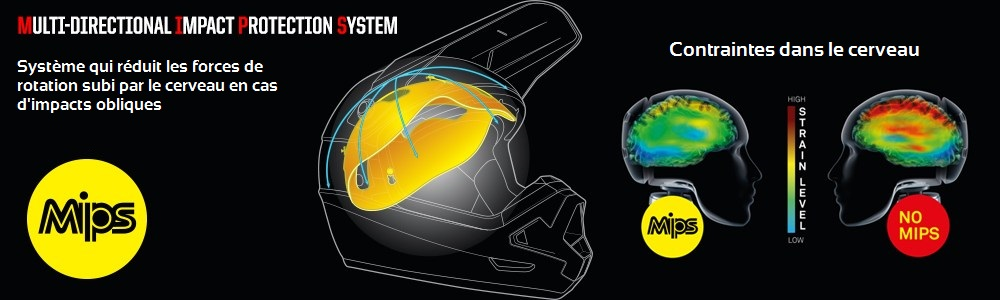 MULTI-DIRECTIONAL IMPACT PROTECTION SYSTEM
Système qui réduit les forces de
rotation subi par le cerveau en cas
d'impacts obliques
Mips
Contraintes dans le cerveau
HIGH
STRAIN LEVEL
LOW
Mips
NO
MIPS